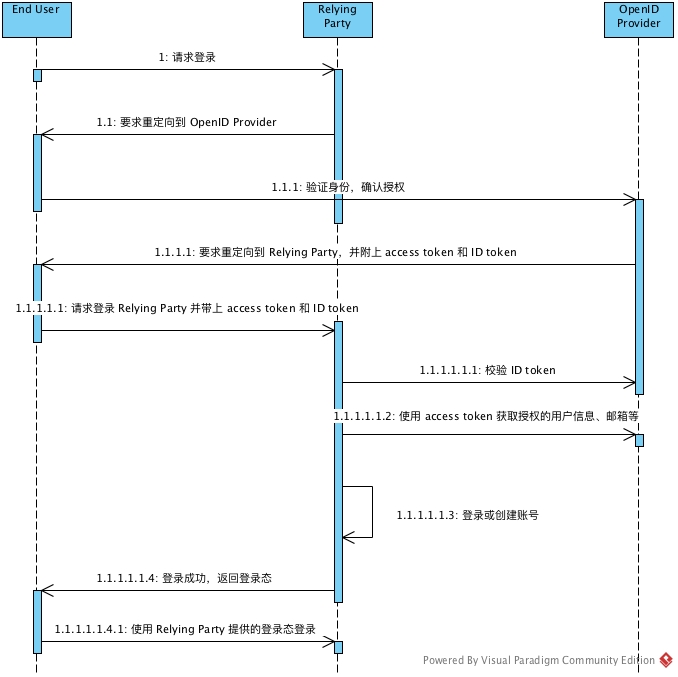 End User
Relying
Party
OpenID
Provider
1: 请求登录
1.1: 要求重定向到 OpenID Provider
1.1.1: 验证身份，确认授权
1.1.1.1: 要求重定向到 Relying Party，并附上 access token 和 ID token
1.1.1.1.1: 请求登录 Relying Party 并带上 access token 和 ID token
1.1.1.1.1.1: 校验 ID token
1.1.1.1.1.2: 使用 access token 获取授权的用户信息、邮箱等
1.1.1.1.1.3: 登录或创建账号
1.1.1.1.1.4: 登录成功，返回登录态
1.1.1.1.1.4.1: 使用 Relying Party 提供的登录态登录
Powered By Visual Paradigm Community Edition